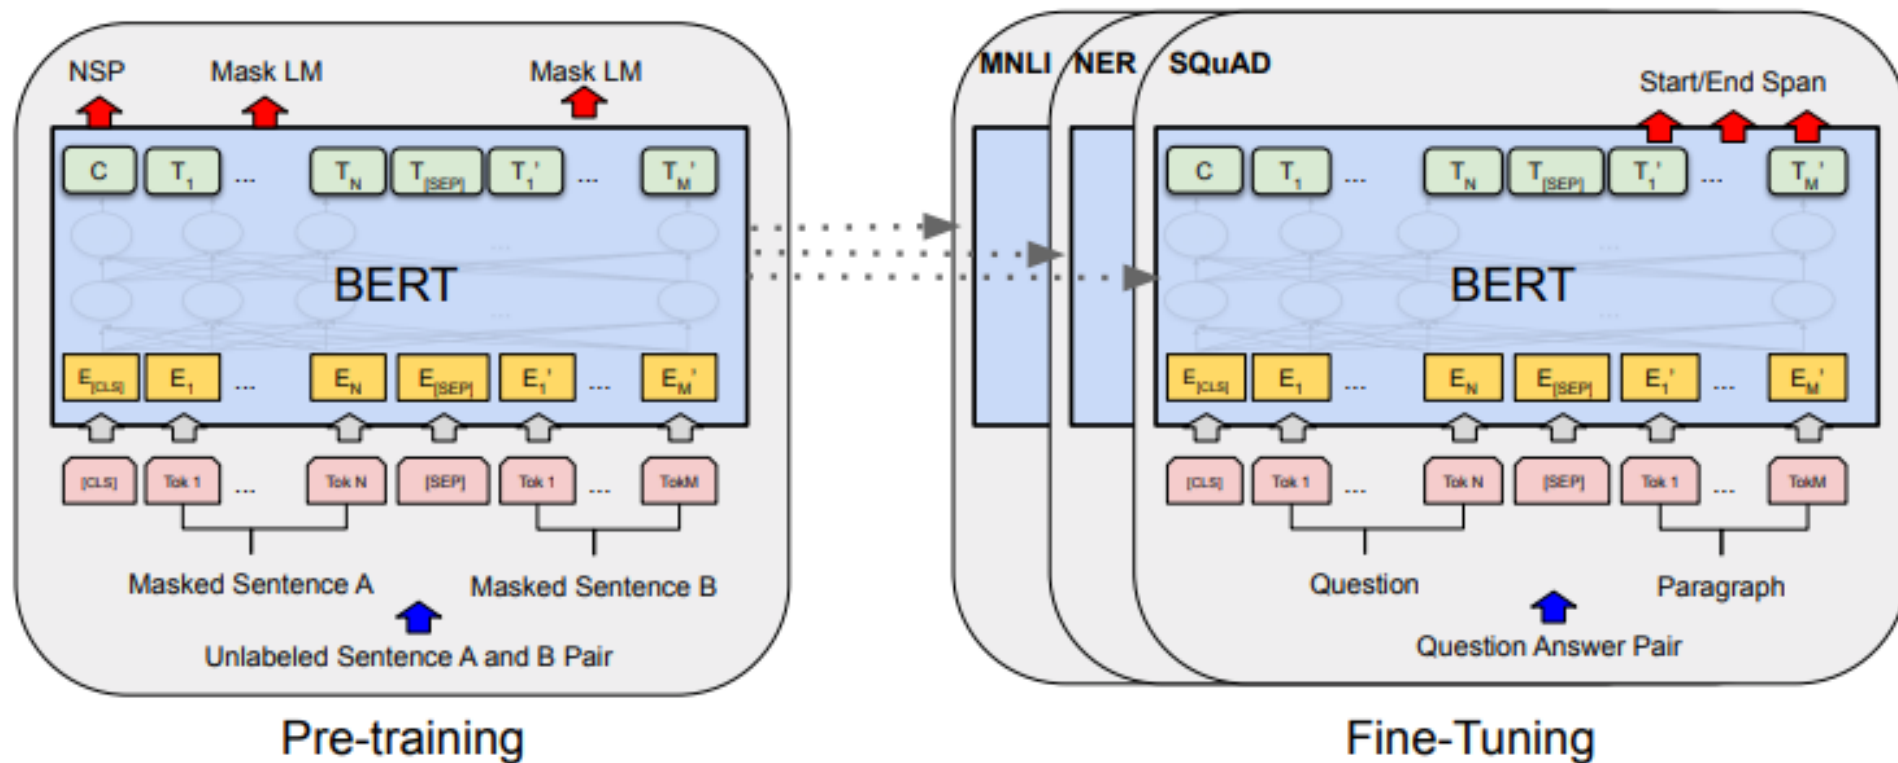 NSP Mask LM Mask LM
C T1 ... TN T[SEP] T1' ... TM'
...
BERT
...
E[CLS] E1 ... EN E[SEP] E1' ... EM'
[CLS] Tok 1 ... Tok N [SEP] Tok 1 ... TokM
Masked Sentence A Masked Sentence B
Unlabeled Sentence A and B Pair
Pre-training
MNLI NER SQuAD
Start/End Span
C T1 ... TN T[SEP] T1' ... TM'
...
BERT
...
E[CLS] E1 ... EN E[SEP] E1' ... EM'
[CLS] Tok 1 ... Tok N [SEP] Tok 1 ... TokM
Question Paragraph
Question Answer Pair
Fine-Tuning